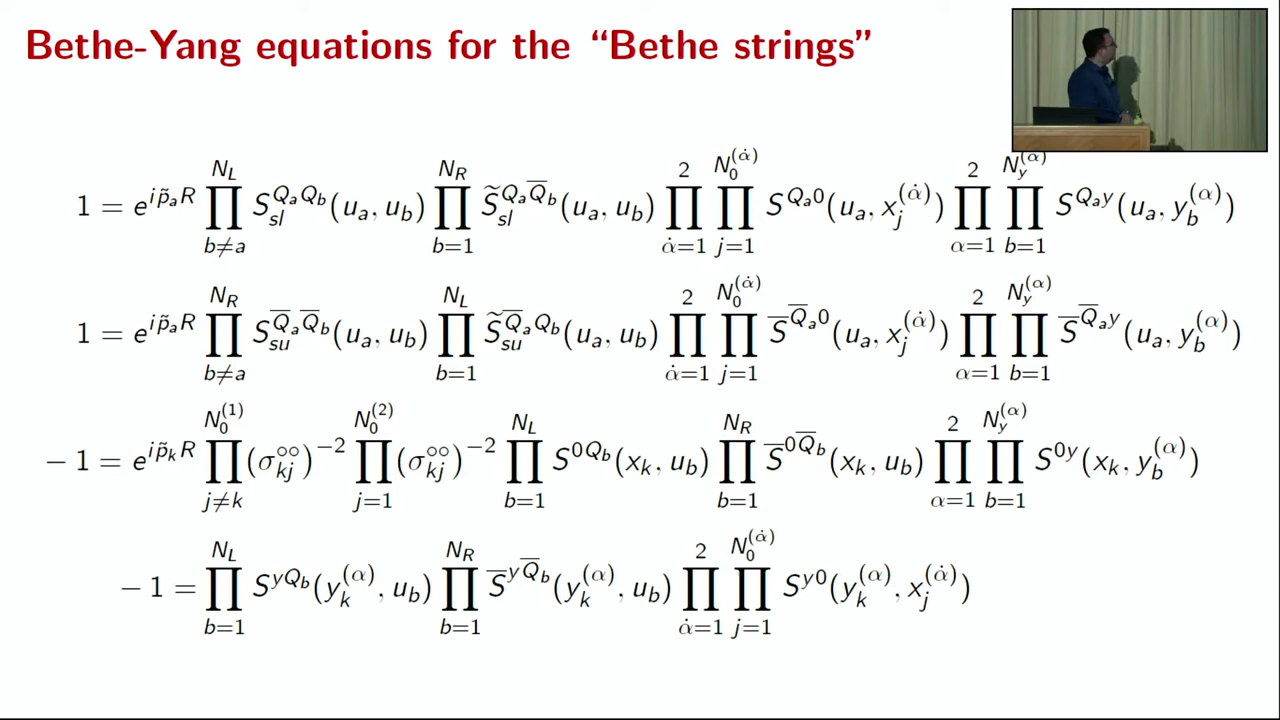 Bethe-Yang equations for the “Bethe strings”
$1 = e^{i\tilde{p}_a R} \prod_{b \neq a}^{N_L} S_{sl}^{Q_a Q_b}(u_a, u_b) \prod_{b=1}^{N_R} \widetilde{S}_{sl}^{Q_a \overline{Q}_b}(u_a, u_b) \prod_{\dot{\alpha}=1}^{2} \prod_{j=1}^{N_0^{(\dot{\alpha})}} S^{Q_a 0}(u_a, x_j^{(\dot{\alpha})}) \prod_{\alpha=1}^{2} \prod_{b=1}^{N_y^{(\alpha)}} S^{Q_a y}(u_a, y_b^{(\alpha)})$
$1 = e^{i\tilde{p}_a R} \prod_{b \neq a}^{N_R} S_{su}^{\overline{Q}_a \overline{Q}_b}(u_a, u_b) \prod_{b=1}^{N_L} \widetilde{S}_{su}^{\overline{Q}_a Q_b}(u_a, u_b) \prod_{\dot{\alpha}=1}^{2} \prod_{j=1}^{N_0^{(\dot{\alpha})}} \overline{S}^{\overline{Q}_a 0}(u_a, x_j^{(\dot{\alpha})}) \prod_{\alpha=1}^{2} \prod_{b=1}^{N_y^{(\alpha)}} \overline{S}^{\overline{Q}_a y}(u_a, y_b^{(\alpha)})$
$-1 = e^{i\tilde{p}_k R} \prod_{j \neq k}^{N_0^{(1)}} (\sigma_{kj}^{\circ\circ})^{-2} \prod_{j=1}^{N_0^{(2)}} (\sigma_{kj}^{\circ\circ})^{-2} \prod_{b=1}^{N_L} S^{0Q_b}(x_k, u_b) \prod_{b=1}^{N_R} \overline{S}^{0\overline{Q}_b}(x_k, u_b) \prod_{\alpha=1}^{2} \prod_{b=1}^{N_y^{(\alpha)}} S^{0y}(x_k, y_b^{(\alpha)})$
$-1 = \prod_{b=1}^{N_L} S^{yQ_b}(y_k^{(\alpha)}, u_b) \prod_{b=1}^{N_R} \overline{S}^{y\overline{Q}_b}(y_k^{(\alpha)}, u_b) \prod_{\dot{\alpha}=1}^{2} \prod_{j=1}^{N_0^{(\dot{\alpha})}} S^{y0}(y_k^{(\alpha)}, x_j^{(\dot{\alpha})})$